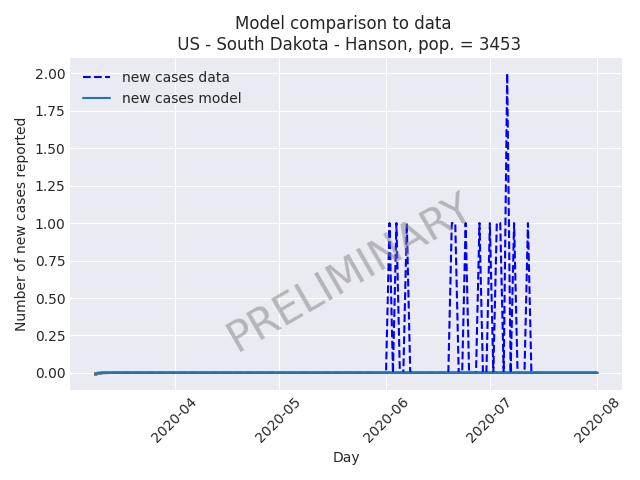 Model comparison to data
US - South Dakota - Hanson, pop. = 3453
new cases data
new cases model
Number of new cases reported
2.00
1.75
1.50
1.25
1.00
0.75
0.50
0.25
0.00
PRELIMINARY
2020-04
2020-05
2020-06
2020-07
2020-08
Day